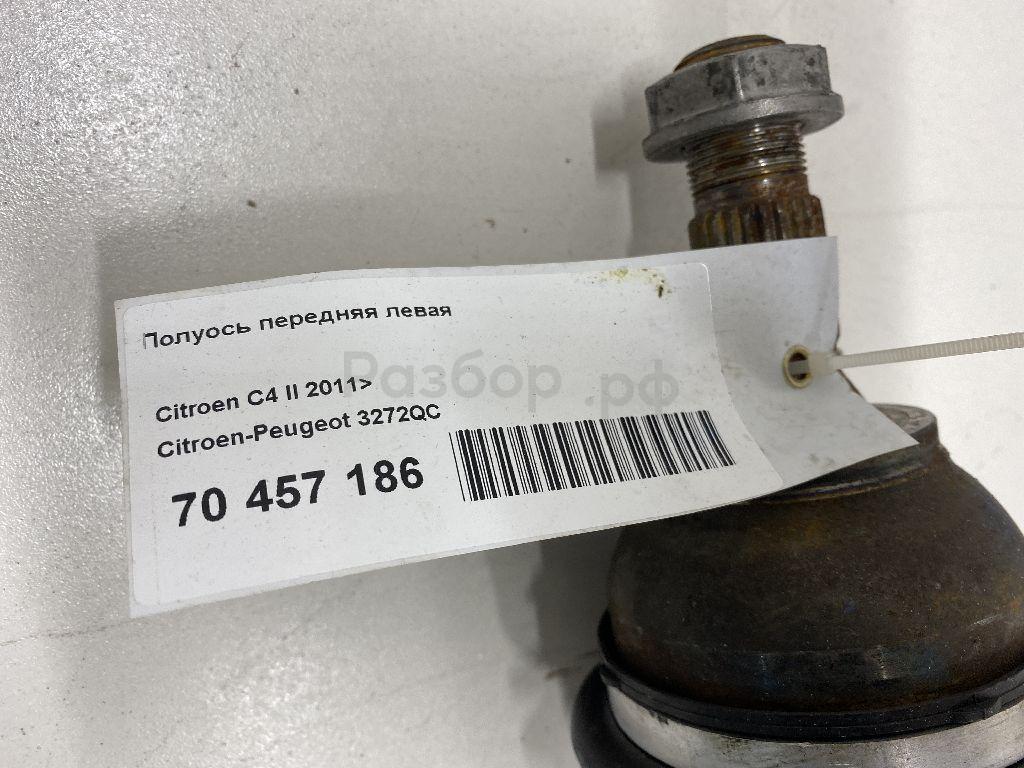 Полуось передняя левая
Citroen C4 II 2011>
Citroen-Peugeot 3272QC
70 457 186
Разбор.рф